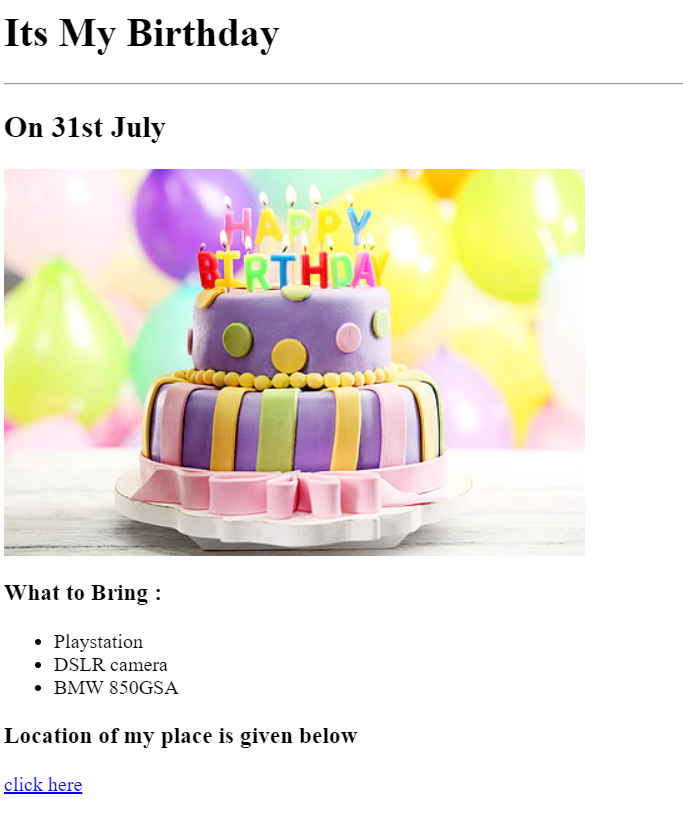 Its My Birthday
On 31st July
HAPPY
BIRTHDAY
What to Bring :
Playstation
DSLR camera
BMW 850GSA
Location of my place is given below
click here